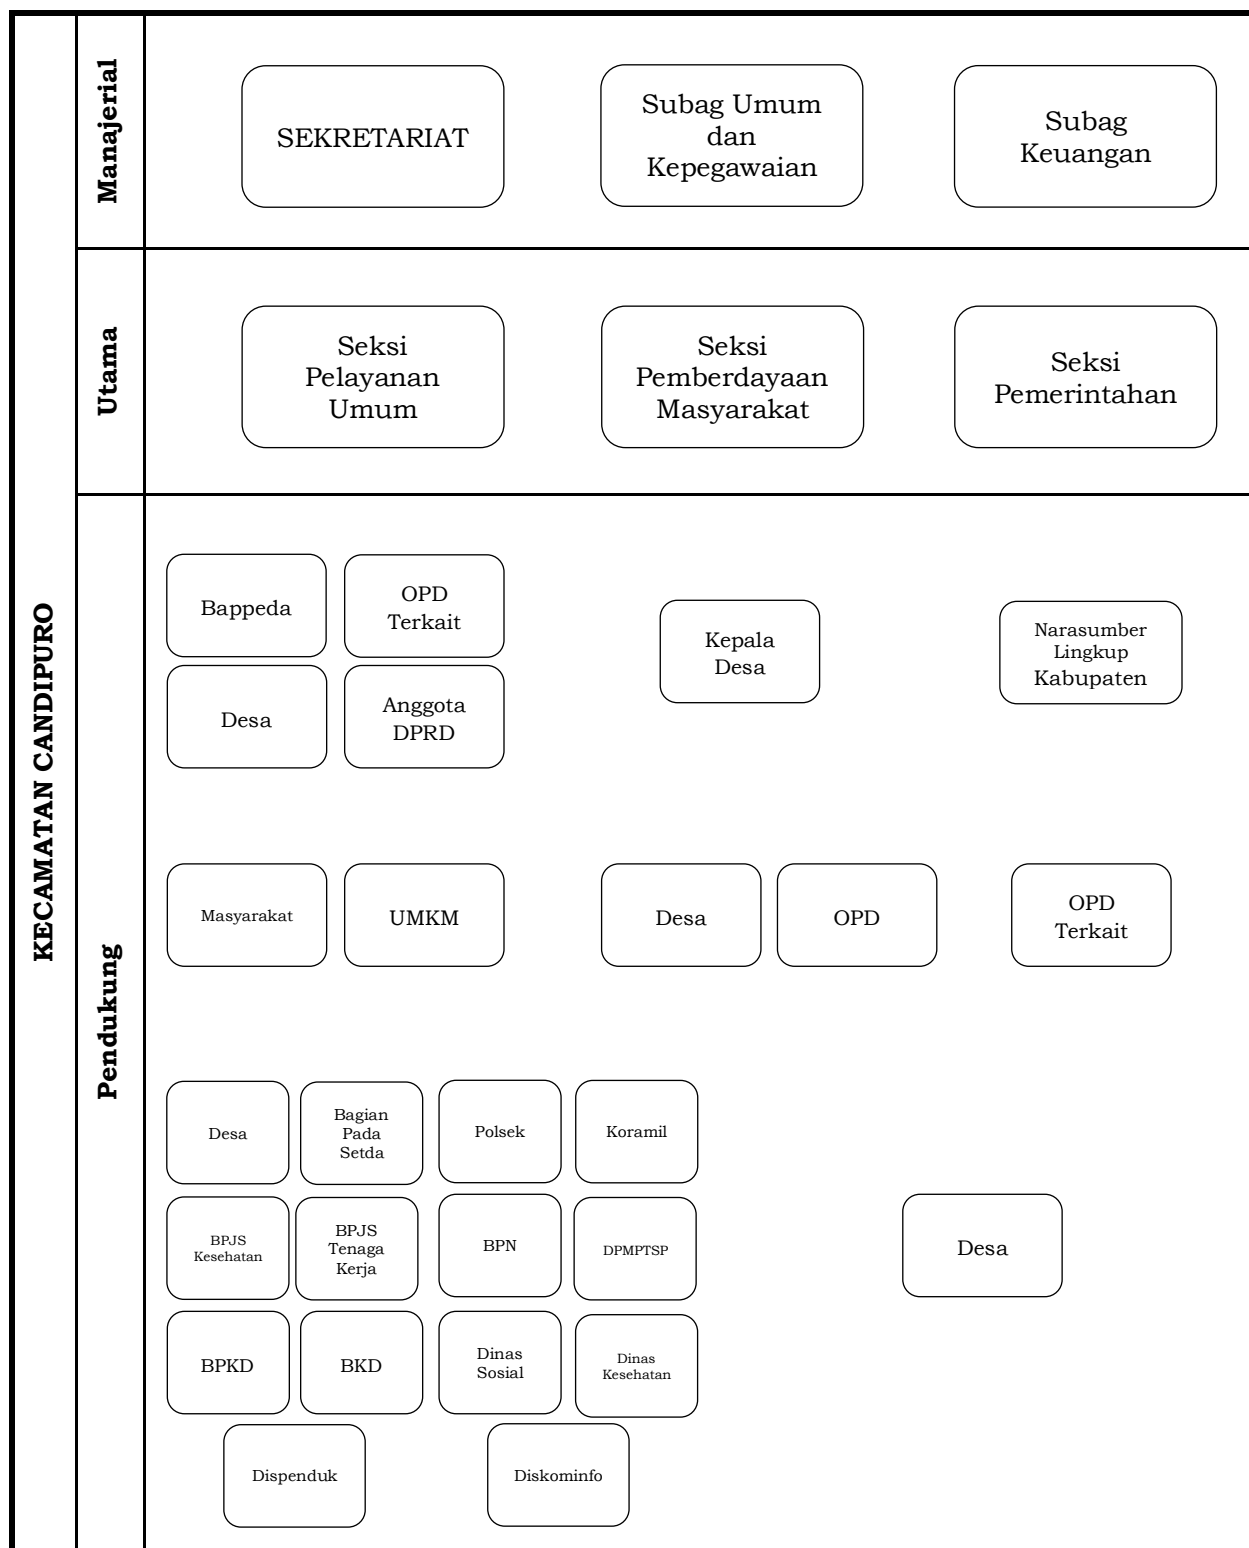 KECAMATAN CANDIPURO
Manajerial
SEKRETARIAT
Subag Umum
dan
Kepegawaian
Subag
Keuangan
Utama
Seksi
Pelayanan
Umum
Seksi
Pemberdayaan
Masyarakat
Seksi
Pemerintahan
Pendukung
Bappeda
OPD
Terkait
Desa
Anggota
DPRD
Kepala
Desa
Narasumber
Lingkup
Kabupaten
Masyarakat
UMKM
Desa
OPD
OPD
Terkait
Desa
Bagian
Pada
Setda
Polsek
Koramil
BPJS
Kesehatan
BPJS
Tenaga
Kerja
BPN
DPMPTSP
Desa
BPKD
BKD
Dinas
Sosial
Dinas
Kesehatan
Dispenduk
Diskominfo